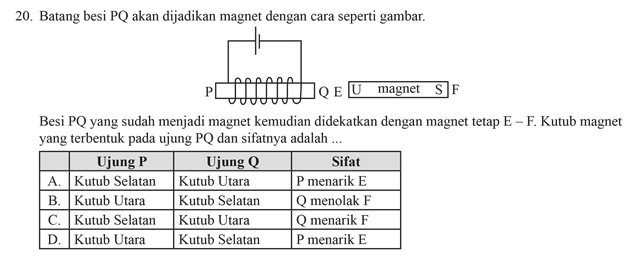 20. Batang besi PQ akan dijadikan magnet dengan cara seperti gambar.
P Q E U magnet S F
Besi PQ yang sudah menjadi magnet kemudian didekatkan dengan magnet tetap E – F. Kutub magnet
yang terbentuk pada ujung PQ dan sifatnya adalah ...
Ujung P Ujung Q Sifat
A. Kutub Selatan Kutub Utara P menarik E
B. Kutub Utara Kutub Selatan Q menolak F
C. Kutub Selatan Kutub Utara Q menarik F
D. Kutub Utara Kutub Selatan P menarik E